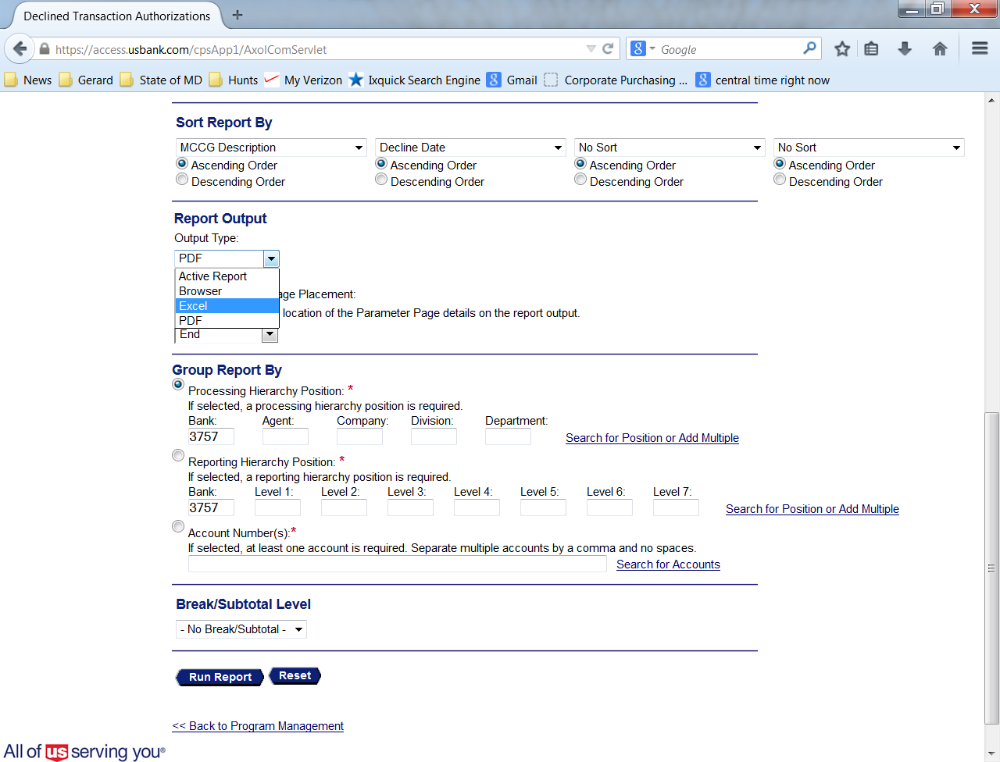 Declined Transaction Authorizations
https://access.usbank.com/cpsApp1/AxolComServlet
Google
News Gerard State of MD Hunts My Verizon Ixquick Search Engine Gmail Corporate Purchasing ... central time right now
Sort Report By
MCCG Description Decline Date No Sort No Sort
Ascending Order Ascending Order Ascending Order Ascending Order
Descending Order Descending Order Descending Order Descending Order
Report Output
Output Type:
PDF
Active Report
Browser
age Placement:
Excel
location of the Parameter Page details on the report output.
PDF
End
Group Report By
Processing Hierarchy Position: *
If selected, a processing hierarchy position is required.
Bank: Agent: Company: Division: Department:
3757 Search for Position or Add Multiple
Reporting Hierarchy Position: *
If selected, a reporting hierarchy position is required.
Bank: Level 1: Level 2: Level 3: Level 4: Level 5: Level 6: Level 7:
3757 Search for Position or Add Multiple
Account Number(s):*
If selected, at least one account is required. Separate multiple accounts by a comma and no spaces.
Search for Accounts
Break/Subtotal Level
- No Break/Subtotal -
Run Report Reset
<< Back to Program Management
All of us serving you®